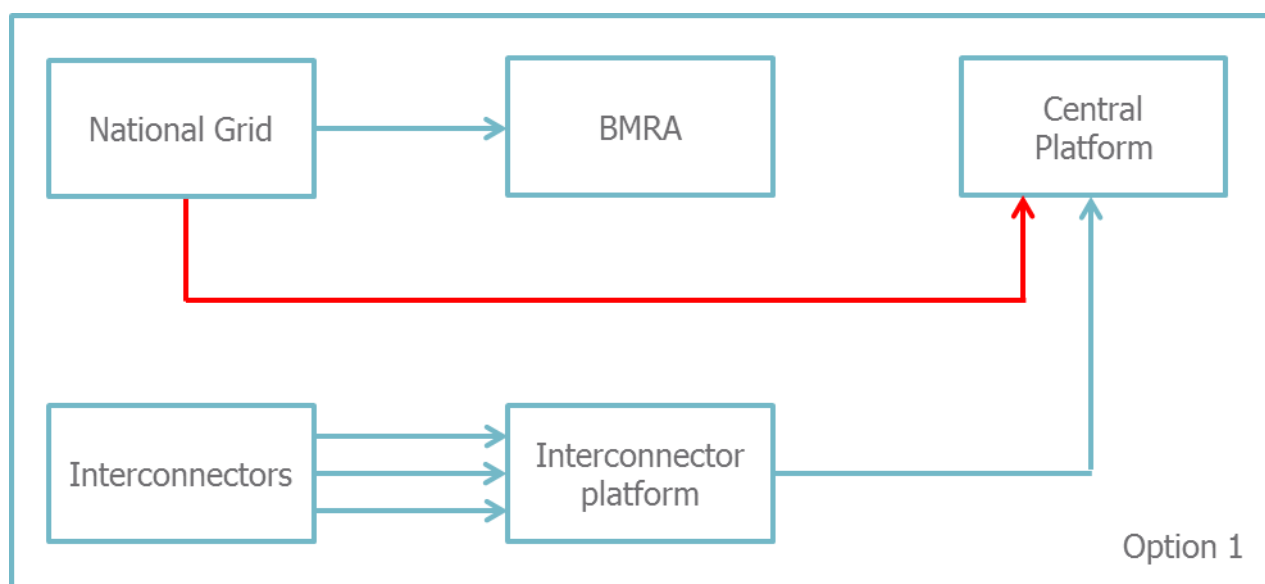 National Grid
BMRA
Central
Platform
Interconnectors
Interconnector
platform
Option 1